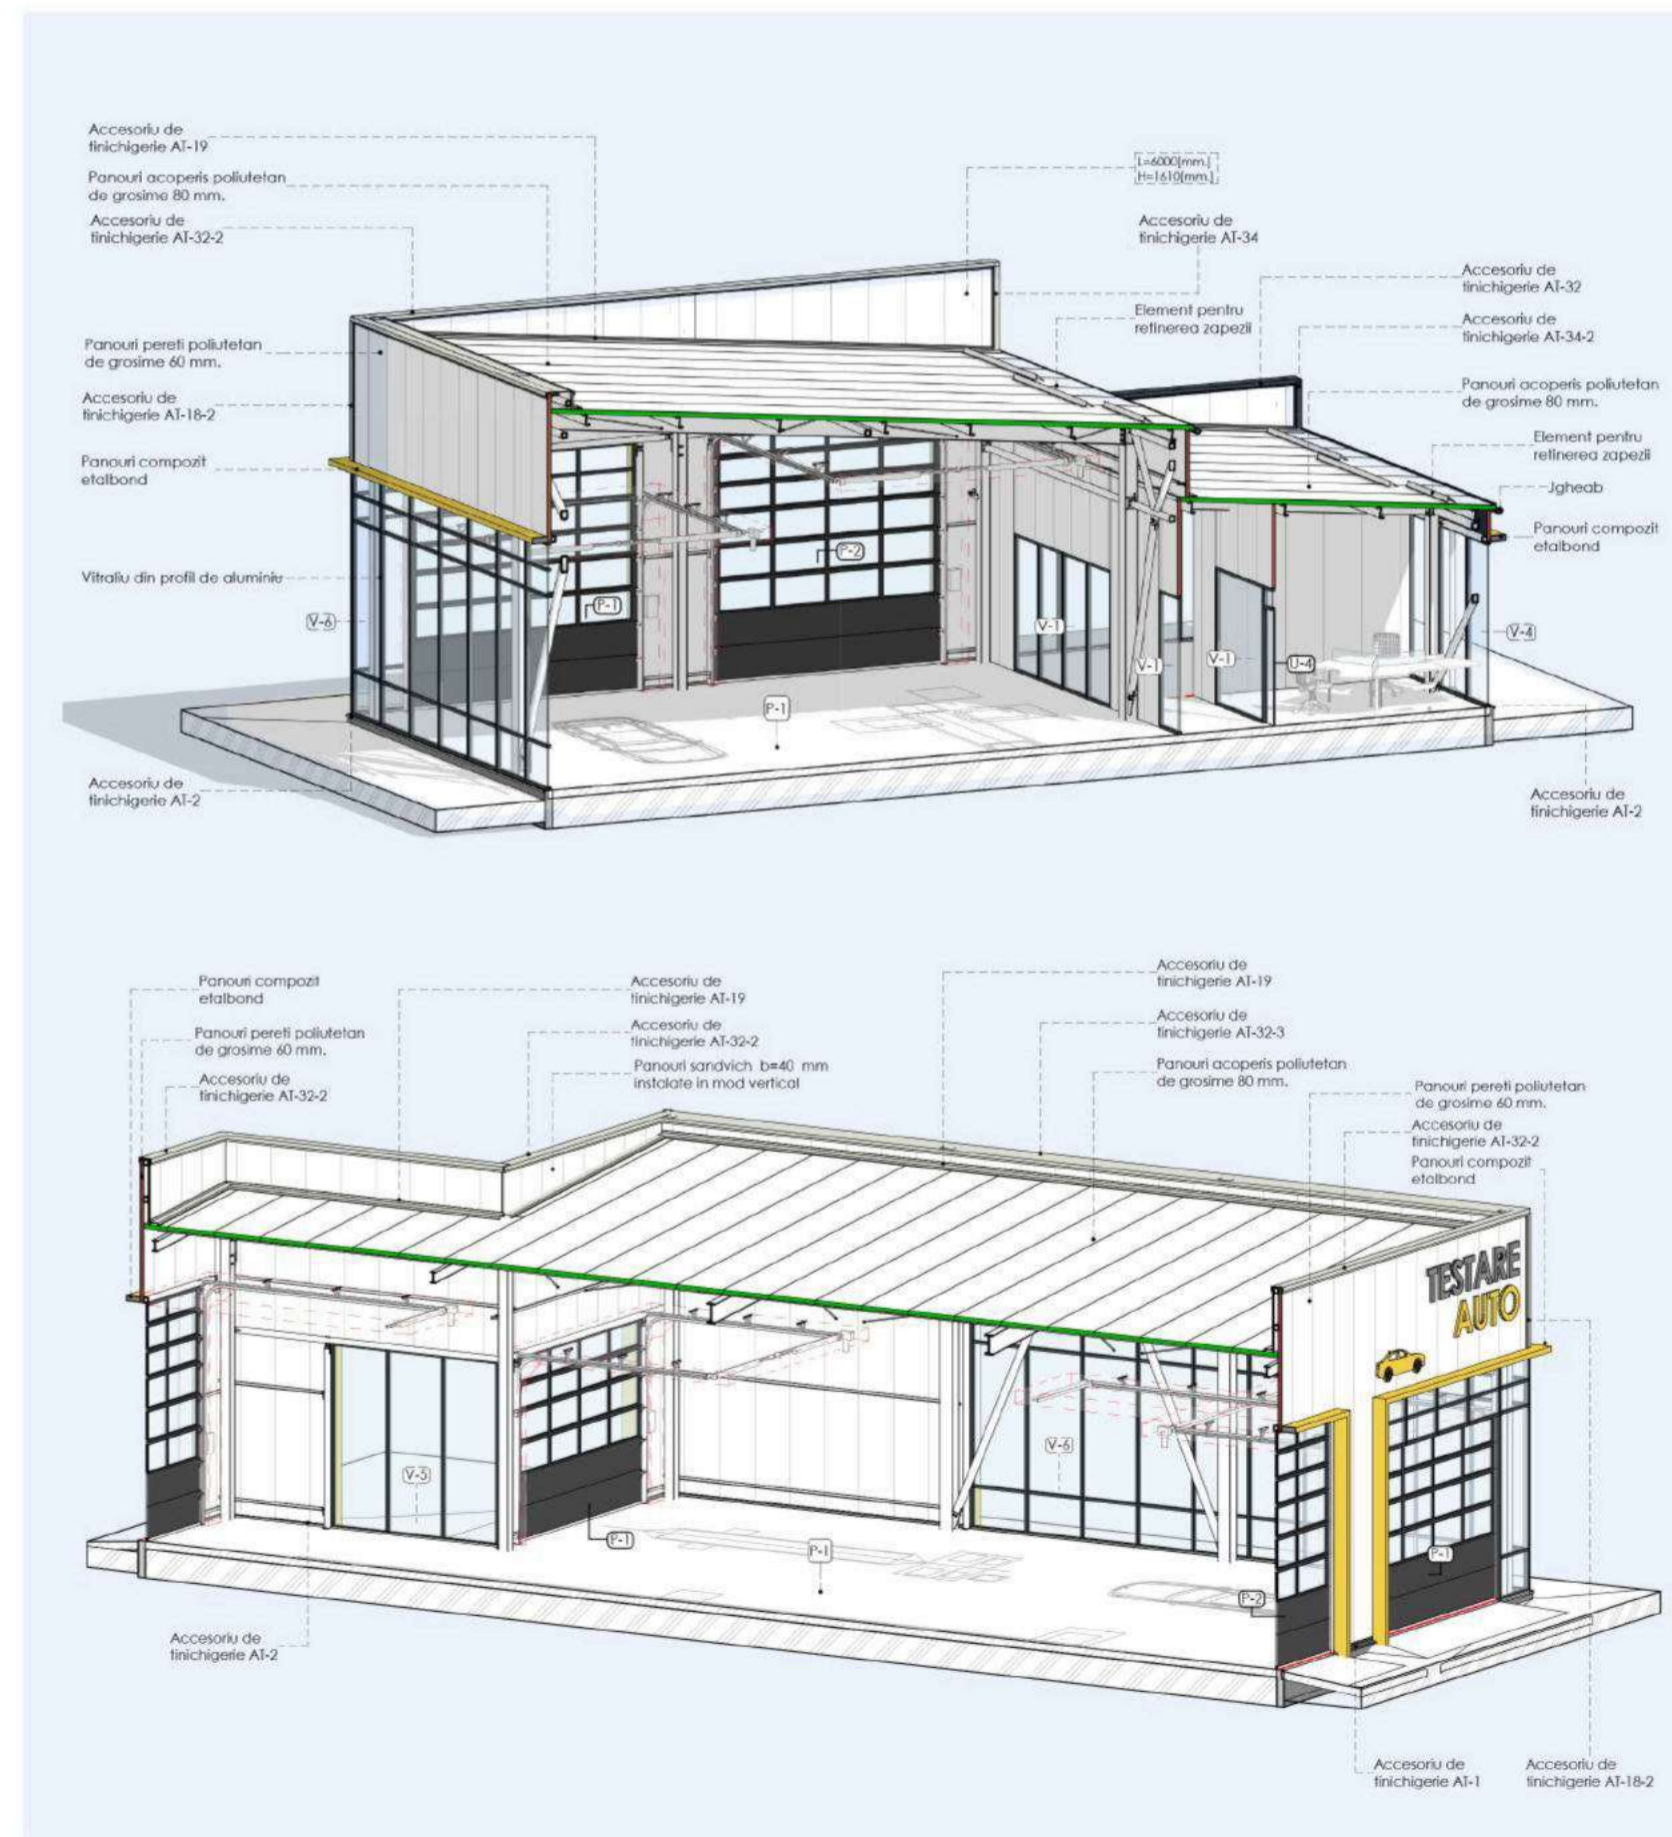 Accesoriu de
tinichigerie AT-19
Panouri acoperis poliutetan
de grosime 80 mm.
Accesoriu de
tinichigerie AT-32-2
Panouri pereti poliutetan
de grosime 60 mm.
Accesoriu de
tinichigerie AT-18-2
Panouri compozit
etalbond
Vitraliu din profil de aluminiu
V-6
Accesoriu de
tinichigerie AT-2
L=6000[mm.]
H=1610[mm.]
Accesoriu de
tinichigerie AT-34
Element pentru
retinerea zapezii
Accesoriu de
tinichigerie AT-32
Accesoriu de
tinichigerie AT-34-2
Panouri acoperis poliutetan
de grosime 80 mm.
Element pentru
retinerea zapezii
Jgheab
Panouri compozit
etalbond
P-2
P-1
V-1
V-1
V-1
U-4
V-4
P-1
Accesoriu de
tinichigerie AT-2
Panouri compozit
etalbond
Panouri pereti poliutetan
de grosime 60 mm.
Accesoriu de
tinichigerie AT-32-2
Accesoriu de
tinichigerie AT-19
Accesoriu de
tinichigerie AT-32-2
Panouri sandvich b=40 mm
instalate in mod vertical
Accesoriu de
tinichigerie AT-19
Accesoriu de
tinichigerie AT-32-3
Panouri acoperis poliutetan
de grosime 80 mm.
Panouri pereti poliutetan
de grosime 60 mm.
Accesoriu de
tinichigerie AT-32-2
Panouri compozit
etalbond
TESTARE
AUTO
V-5
V-6
P-1
P-1
P-1
P-2
Accesoriu de
tinichigerie AT-2
Accesoriu de
tinichigerie AT-1
Accesoriu de
tinichigerie AT-18-2